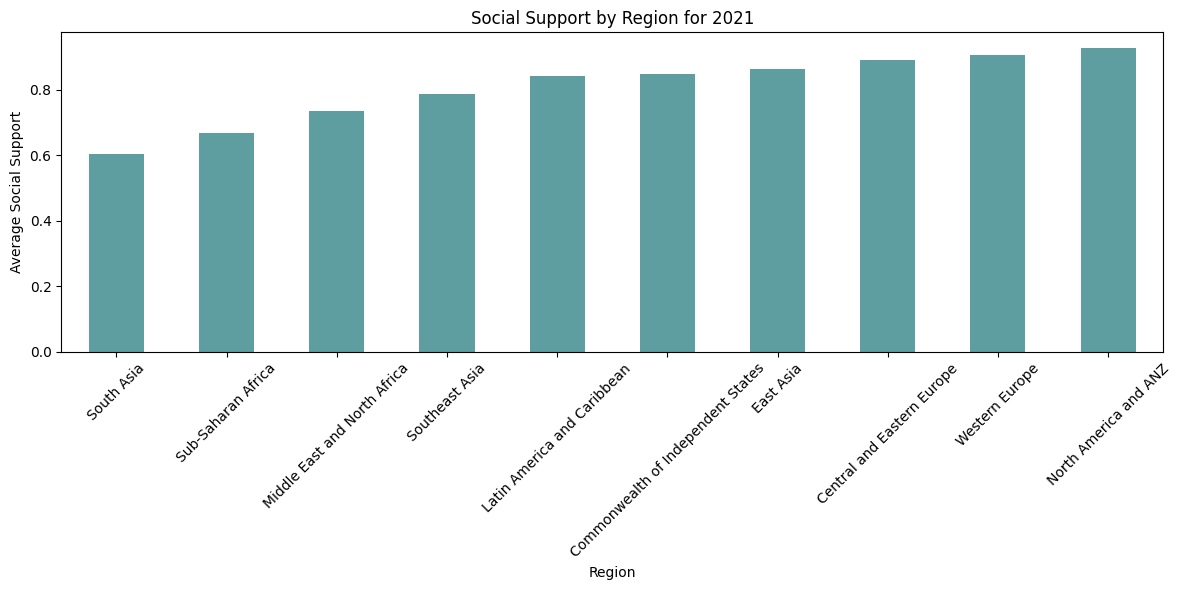 Social Support by Region for 2021
Average Social Support
0.8
0.6
0.4
0.2
0.0
South Asia
Sub-Saharan Africa
Middle East and North Africa
Southeast Asia
Latin America and Caribbean
Commonwealth of Independent States
East Asia
Central and Eastern Europe
Western Europe
North America and ANZ
Region